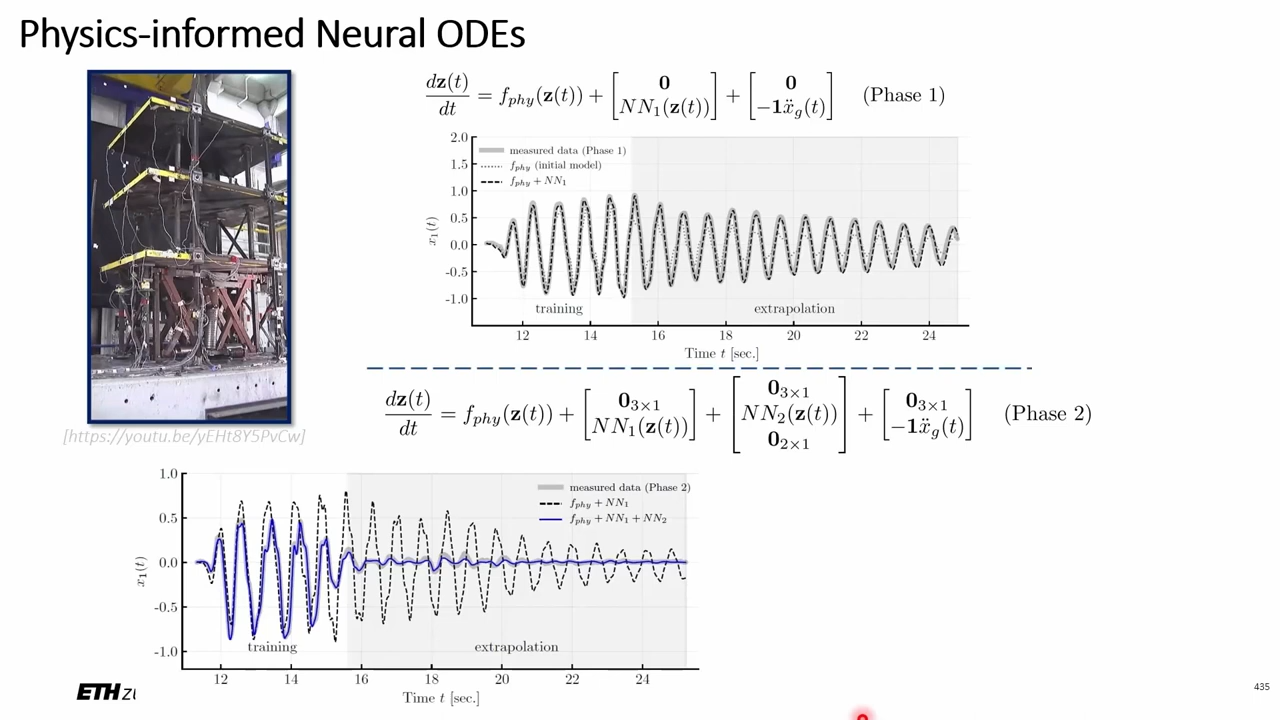 Physics-informed Neural ODEs
dz(t)/dt = f_phy(z(t)) + [0 NN₁(z(t))] + [0 −1ẍ_g(t)] (Phase 1)
2.0
1.5
1.0
0.5
0.0
-0.5
-1.0
x₁(t)
measured data (Phase 1)
f_phy (initial model)
f_phy + NN₁
training
extrapolation
12 14 16 18 20 22 24
Time t [sec.]
dz(t)/dt = f_phy(z(t)) + [0₃ₓ₁ NN₁(z(t))] + [0₃ₓ₁ NN₂(z(t)) 0₂ₓ₁] + [0₃ₓ₁ −1ẍ_g(t)] (Phase 2)
[https://youtu.be/yEHt8Y5PvCw]
1.0
0.5
0.0
-0.5
-1.0
x₁(t)
measured data (Phase 2)
f_phy + NN₁
f_phy + NN₁ + NN₂
training
extrapolation
12 14 16 18 20 22 24
Time t [sec.]
ETH zü
435